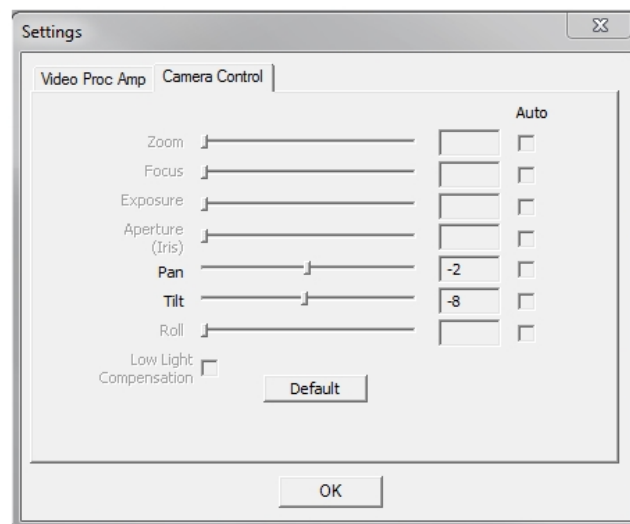 Settings
Video Proc Amp
Camera Control
Auto
Zoom
Focus
Exposure
Aperture
(Iris)
Pan
-2
Tilt
-8
Roll
Low Light
Compensation
Default
OK